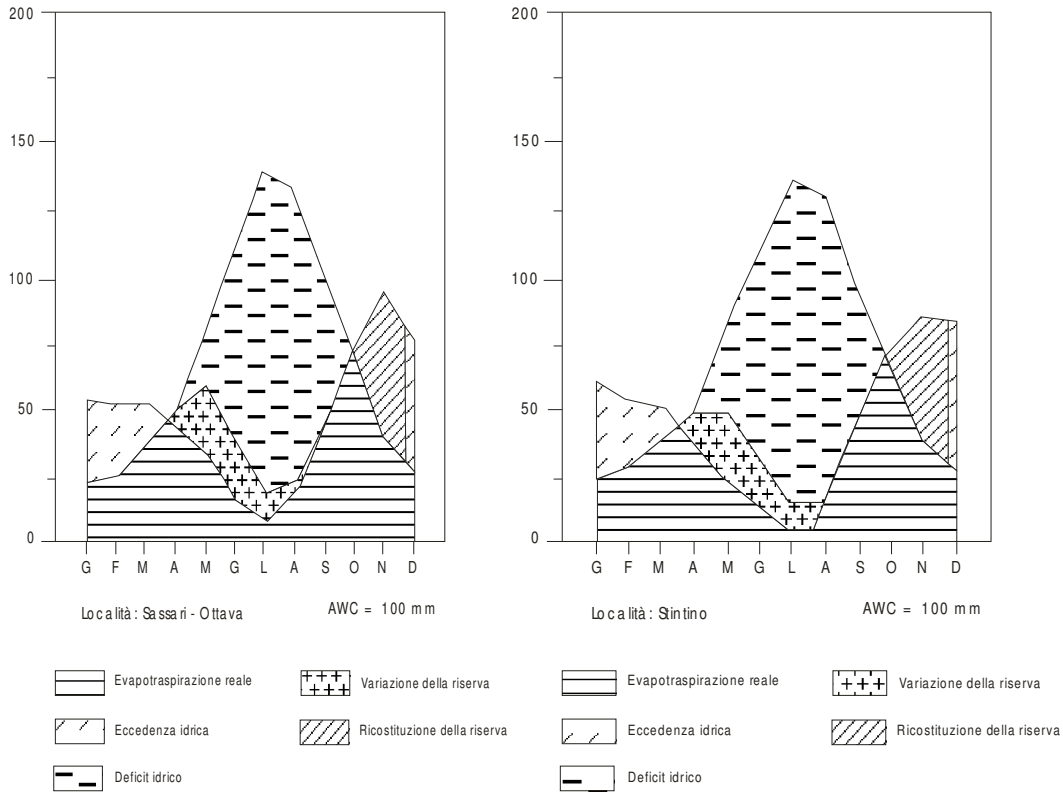 200
150
100
50
0
G F M A M G L A S O N D
Località: Sassari - Ottava AWC = 100 mm
Evapotraspirazione reale Variazione della riserva
Eccedenza idrica Ricostituzione della riserva
Deficit idrico
200
150
100
50
0
G F M A M G L A S O N D
Località: Stintino AWC = 100 mm
Evapotraspirazione reale Variazione della riserva
Eccedenza idrica Ricostituzione della riserva
Deficit idrico